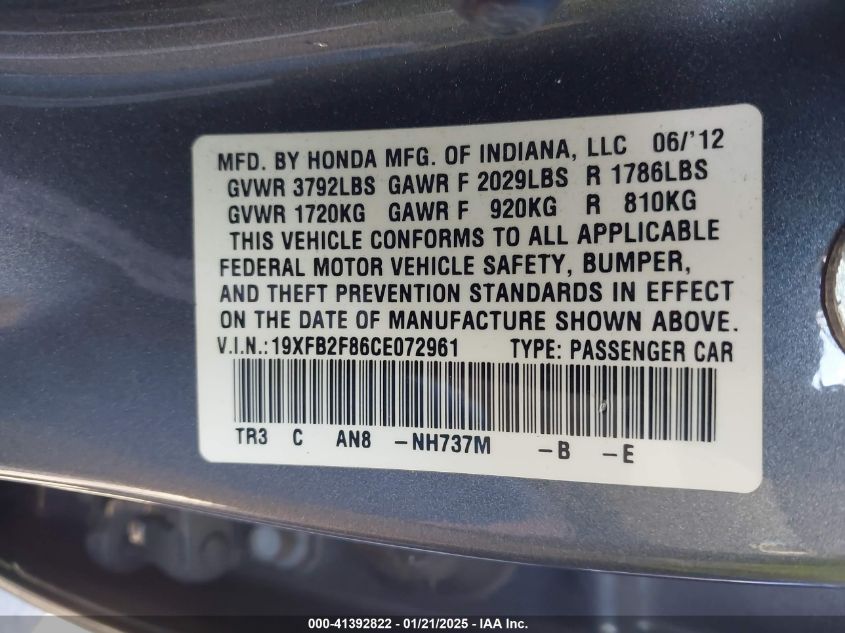 MFD. BY HONDA MFG. OF INDIANA, LLC 06/'12
GVWR 3792LBS GAWR F 2029LBS R 1786LBS
GVWR 1720KG GAWR F 920KG R 810KG
THIS VEHICLE CONFORMS TO ALL APPLICABLE
FEDERAL MOTOR VEHICLE SAFETY, BUMPER,
AND THEFT PREVENTION STANDARDS IN EFFECT
ON THE DATE OF MANUFACTURE SHOWN ABOVE.
V.I.N.:19XFB2F86CE072961 TYPE: PASSENGER CAR
TR3 C AN8 -NH737M -B -E
000-41392822 - 01/21/2025 - IAA Inc.